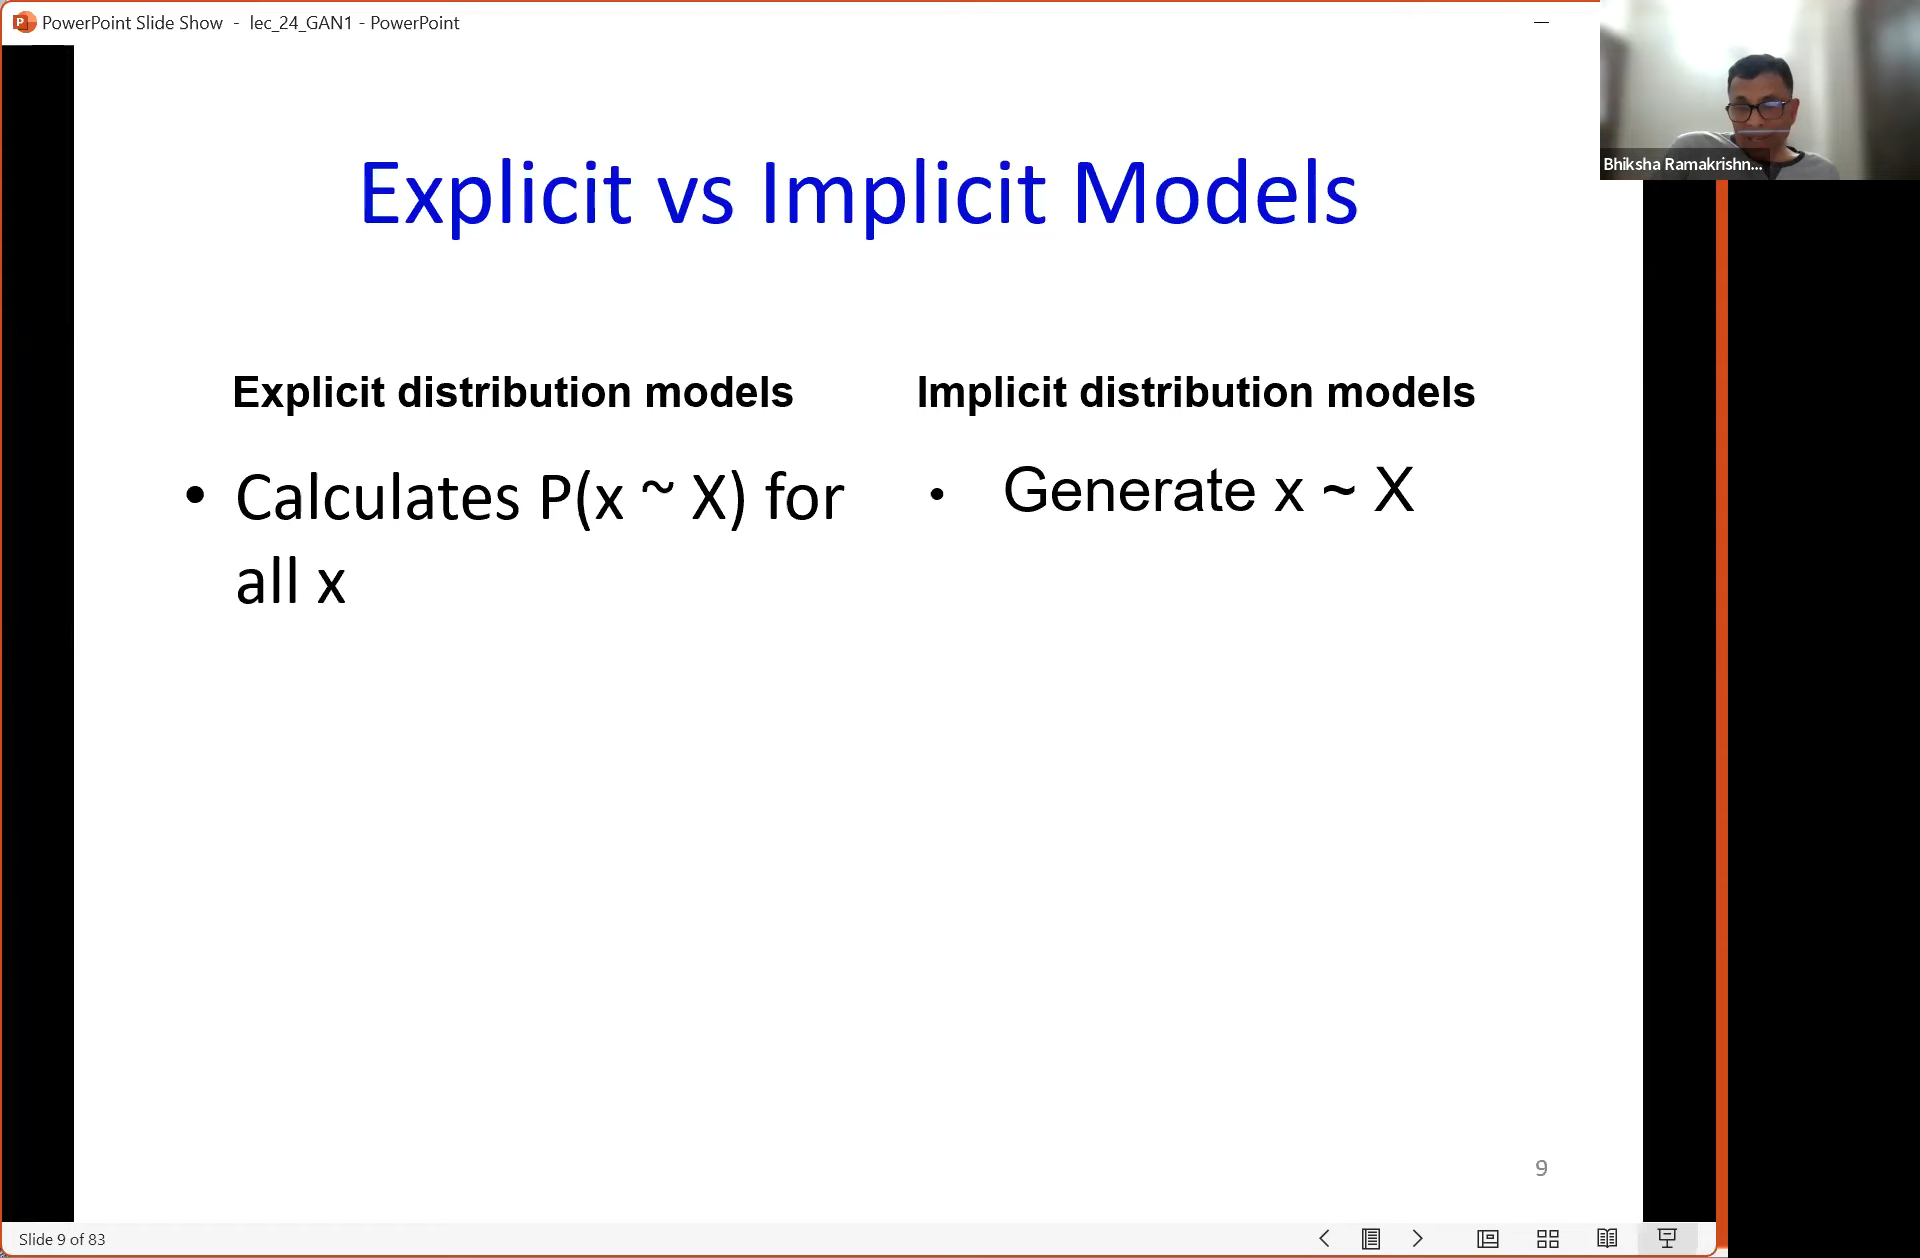 PowerPoint Slide Show - lec_24_GAN1 - PowerPoint
Bhiksha Ramakrishn...
Explicit vs Implicit Models
Explicit distribution models
• Calculates P(x ~ X) for
all x
Implicit distribution models
• Generate x ~ X
9
Slide 9 of 83